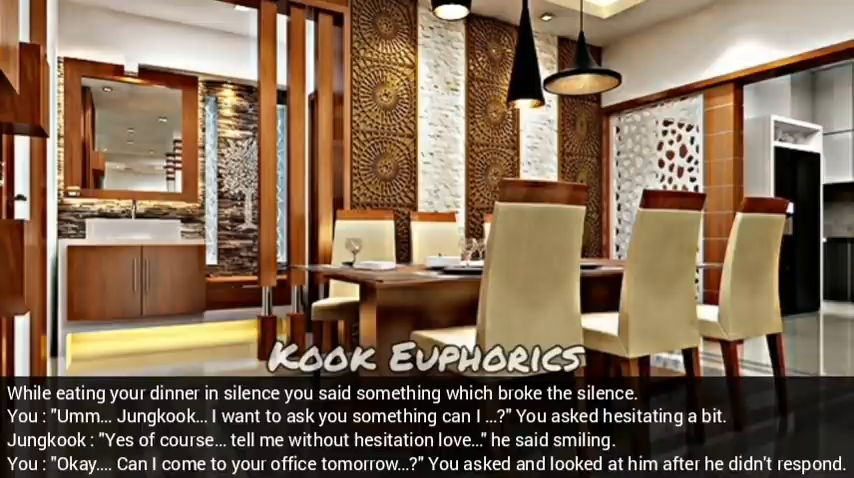 Kook Euphorics
While eating your dinner in silence you said something which broke the silence.
You : "Umm... Jungkook... I want to ask you something can I ...?" You asked hesitating a bit.
Jungkook : "Yes of course... tell me without hesitation love..." he said smiling.
You : "Okay.... Can I come to your office tomorrow...?" You asked and looked at him after he didn't respond.